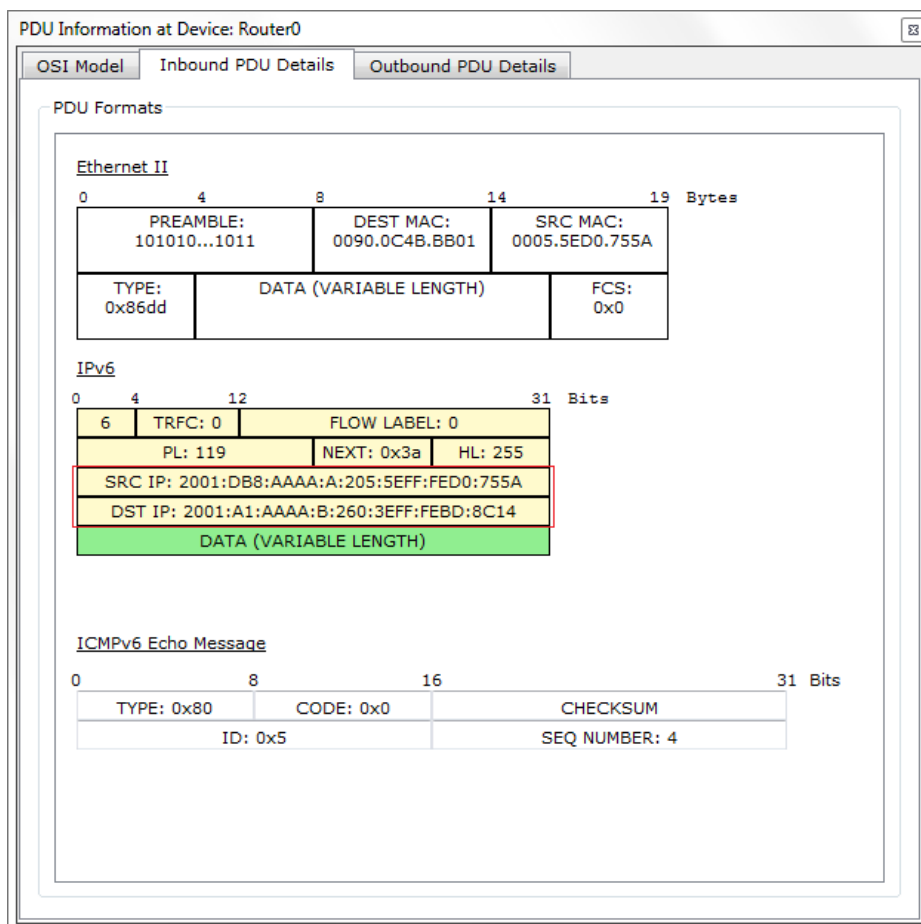 PDU Information at Device: Router0
OSI Model Inbound PDU Details Outbound PDU Details
PDU Formats
Ethernet II
0 4 8 14 19 Bytes
PREAMBLE: DEST MAC: SRC MAC:
101010...1011 0090.0C4B.BB01 0005.5ED0.755A
TYPE: DATA (VARIABLE LENGTH) FCS:
0x86dd 0x0
IPv6
0 4 12 31 Bits
6 TRFC: 0 FLOW LABEL: 0
PL: 119 NEXT: 0x3a HL: 255
SRC IP: 2001:DB8:AAAA:A:205:5EFF:FED0:755A
DST IP: 2001:A1:AAAA:B:260:3EFF:FEBD:8C14
DATA (VARIABLE LENGTH)
ICMPv6 Echo Message
0 8 16 31 Bits
TYPE: 0x80 CODE: 0x0 CHECKSUM
ID: 0x5 SEQ NUMBER: 4